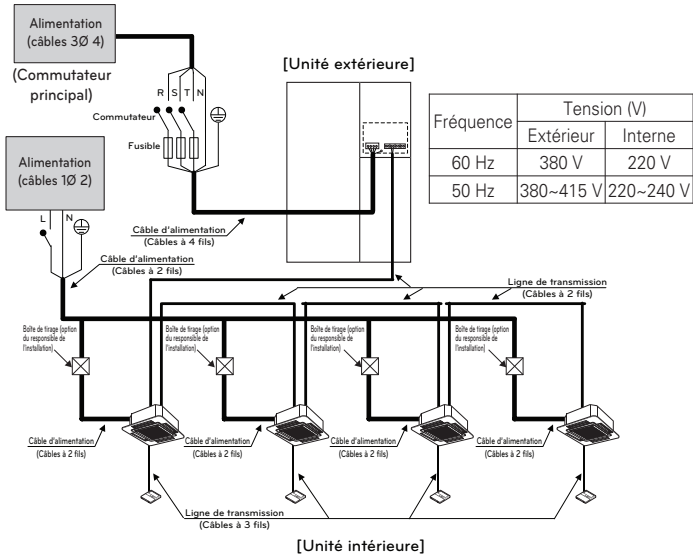 Alimentation
(câbles 3Ø 4)
(Commutateur
principal)
R S T N
Commutateur
Fusible
[Unité extérieure]
Fréquence
Tension (V)
Extérieur
Interne
60 Hz
380 V
220 V
50 Hz
380~415 V
220~240 V
Alimentation
(câbles 1Ø 2)
L N
Câble d'alimentation
(Câbles à 4 fils)
Câble d'alimentation
(Câbles à 2 fils)
Ligne de transmission
(Câbles à 2 fils)
Boîte de tirage (option
du responsible de
l'installation)
Boîte de tirage (option
du responsible de
l'installation)
Boîte de tirage (option
du responsible de
l'installation)
Boîte de tirage (option
du responsible de
l'installation)
Câble d'alimentation
(Câbles à 2 fils)
Câble d'alimentation
(Câbles à 2 fils)
Câble d'alimentation
(Câbles à 2 fils)
Câble d'alimentation
(Câbles à 2 fils)
Ligne de transmission
(Câbles à 3 fils)
[Unité intérieure]